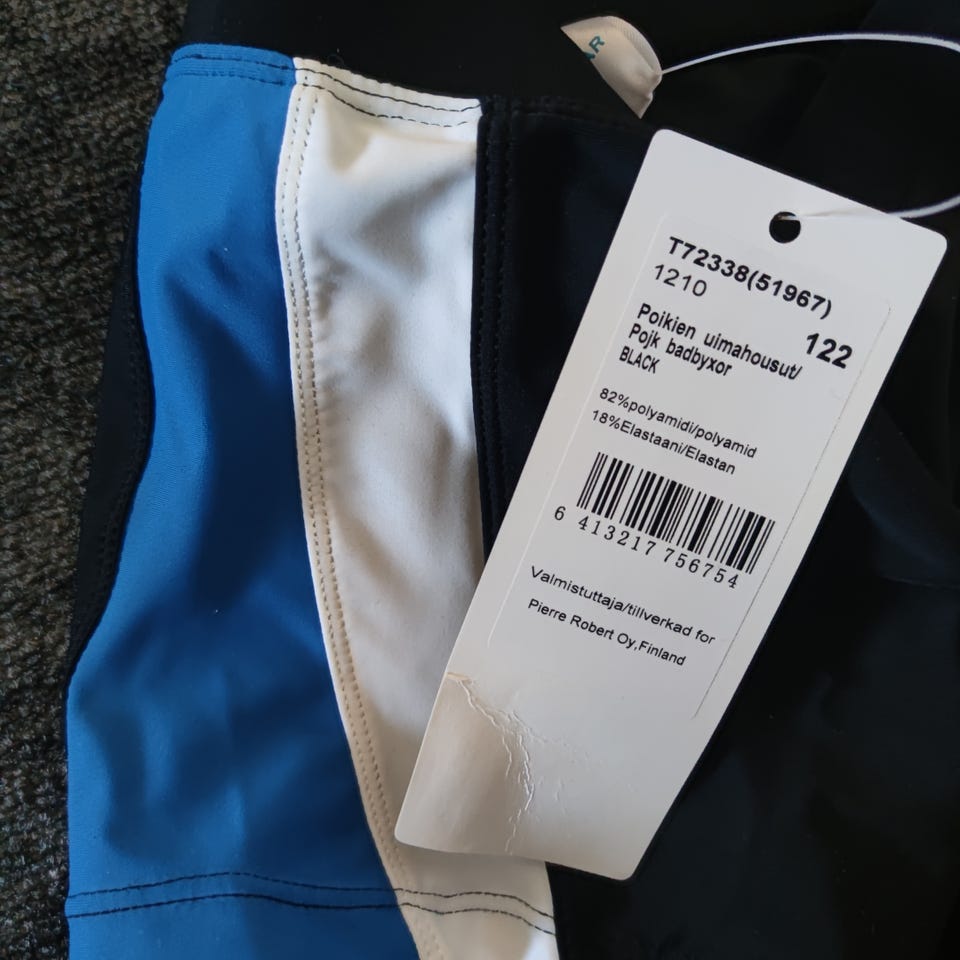 T72338(51967)
1210
122
Poikien uimahousut/
Pojk badbyxor
BLACK
82%polyamidi/polyamid
18%Elastaani/Elastan
6 413217 756754
Valmistuttaja/tillverkad for
Pierre Robert Oy,Finland